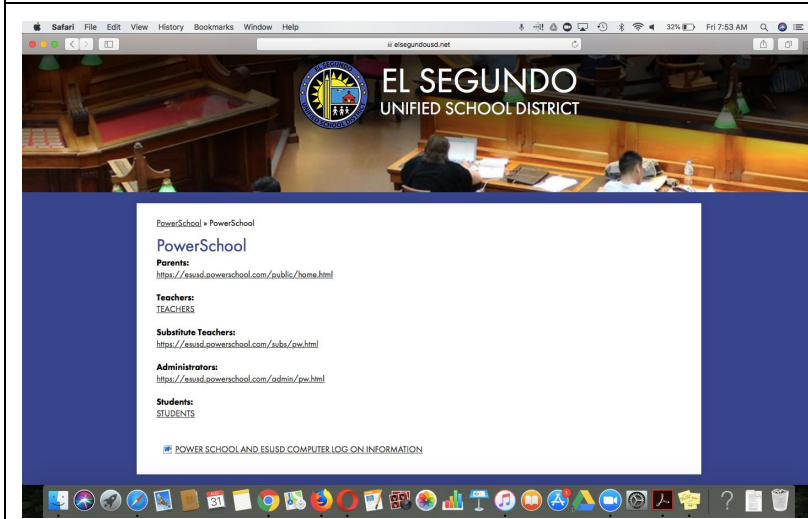 Safari File Edit View History Bookmarks Window Help 32% Fri 7:53 AM
elsegundousd.net
EL SEGUNDO
UNIFIED SCHOOL DISTRICT
PowerSchool » PowerSchool
PowerSchool
Parents:
https://esusd.powerschool.com/public/home.html
Teachers:
TEACHERS
Substitute Teachers:
https://esusd.powerschool.com/subs/pw.html
Administrators:
https://esusd.powerschool.com/admin/pw.html
Students:
STUDENTS
POWER SCHOOL AND ESUSD COMPUTER LOG ON INFORMATION
31